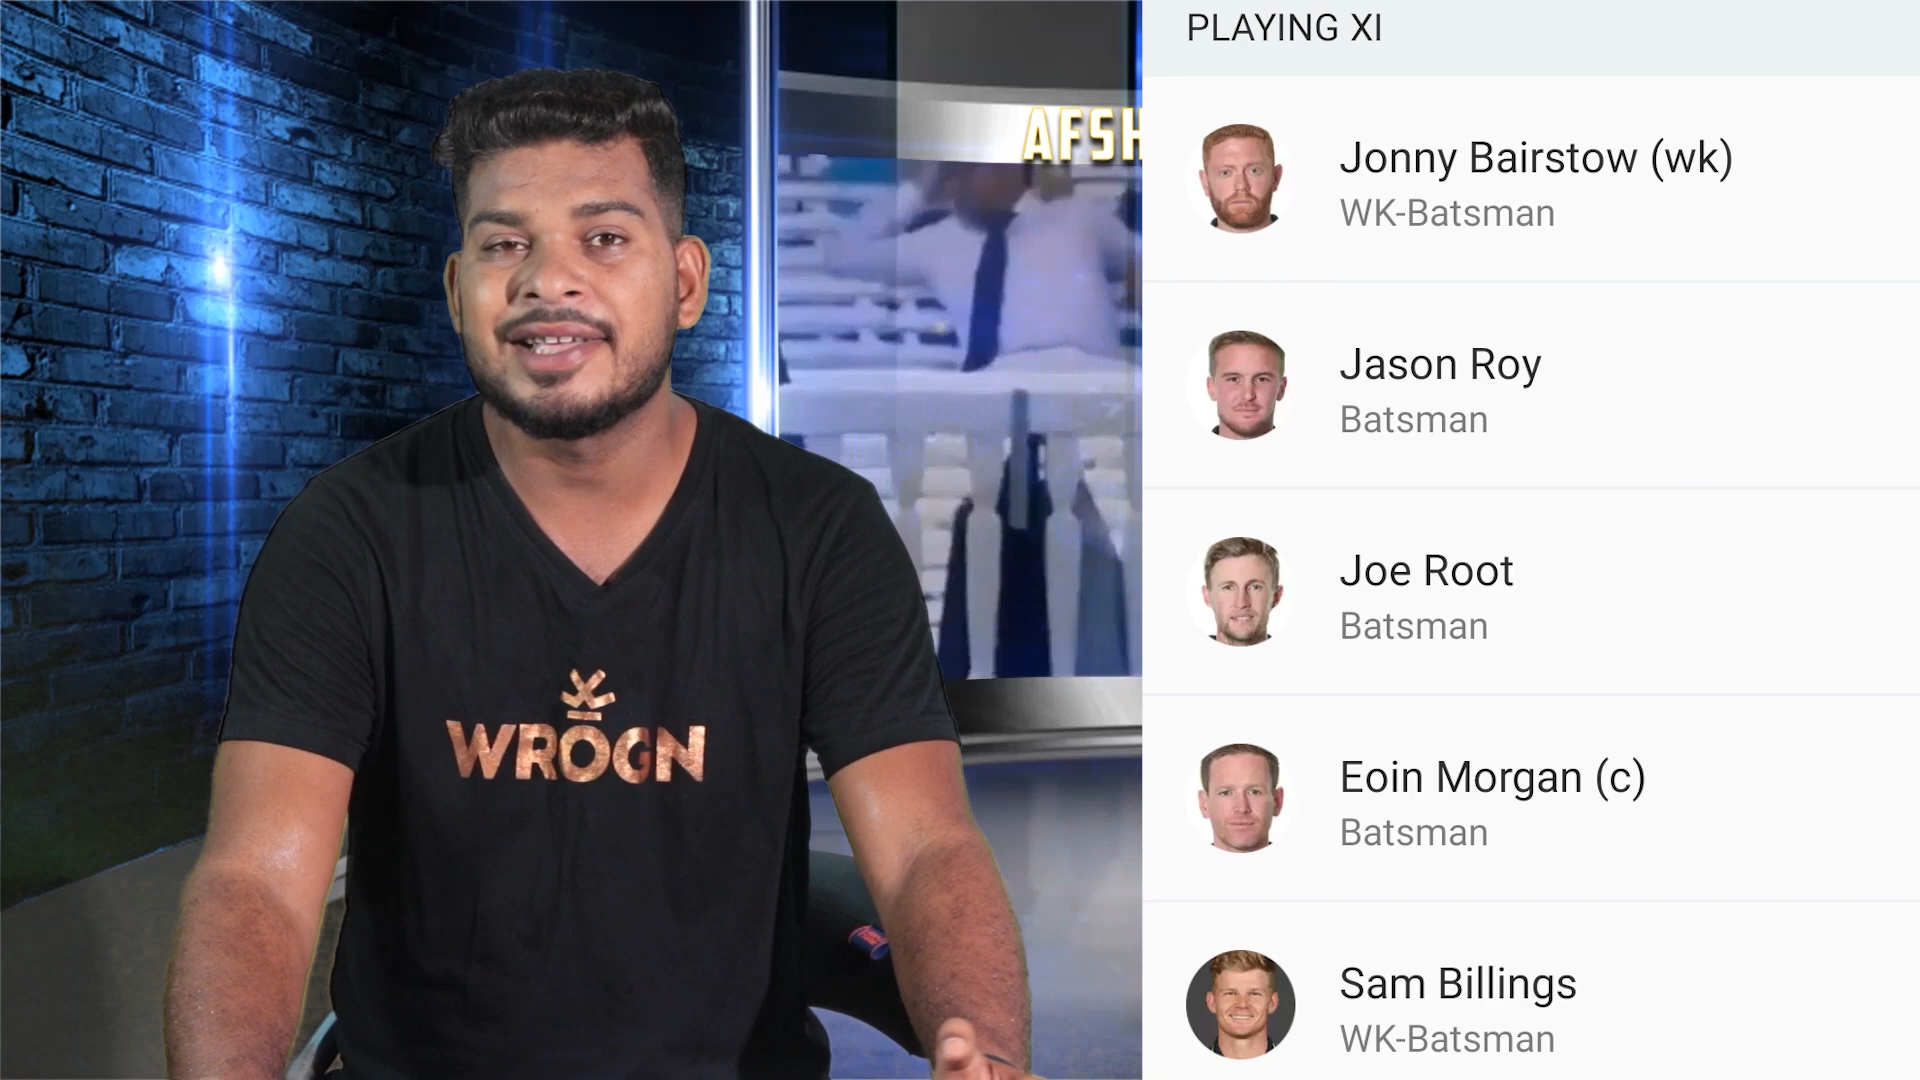 AFSH
WROGN
PLAYING XI
Jonny Bairstow (wk)
WK-Batsman
Jason Roy
Batsman
Joe Root
Batsman
Eoin Morgan (c)
Batsman
Sam Billings
WK-Batsman